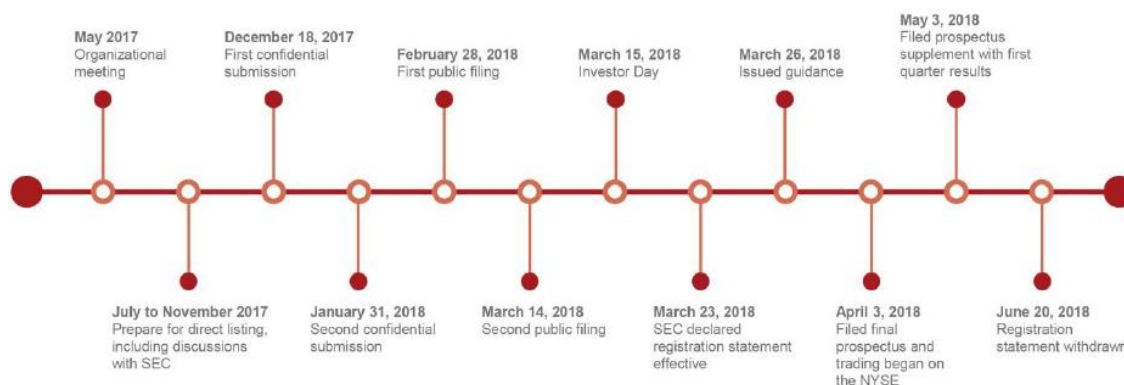 May 2017
Organizational
meeting
July to November 2017
Prepare for direct listing,
including discussions
with SEC
December 18, 2017
First confidential
submission
January 31, 2018
Second confidential
submission
February 28, 2018
First public filing
March 14, 2018
Second public filing
March 15, 2018
Investor Day
March 23, 2018
SEC declared
registration statement
effective
March 26, 2018
Issued guidance
April 3, 2018
Filed final
prospectus and
trading began on
the NYSE
May 3, 2018
Filed prospectus
supplement with first
quarter results
June 20, 2018
Registration
statement withdrawn